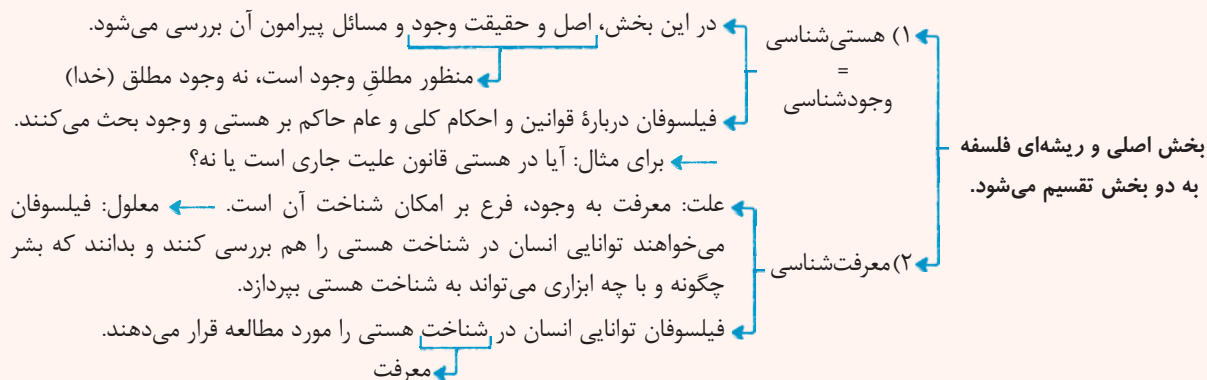 بخش اصلی و ریشه‌ای فلسفه
به دو بخش تقسیم می‌شود.
۱) هستی‌شناسی
=
وجودشناسی
در این بخش، اصل و حقیقت وجود و مسائل پیرامون آن بررسی می‌شود.
منظور مطلقِ وجود است، نه وجود مطلق (خدا)
فیلسوفان دربارهٔ قوانین و احکام کلی و عام حاکم بر هستی و وجود بحث می‌کنند.
برای مثال: آیا در هستی قانون علیت جاری است یا نه؟
۲) معرفت‌شناسی
علت: معرفت به وجود، فرع بر امکان شناخت آن است. معلول: فیلسوفان
می‌خواهند توانایی انسان در شناخت هستی را هم بررسی کنند و بدانند که بشر
چگونه و با چه ابزاری می‌تواند به شناخت هستی بپردازد.
فیلسوفان توانایی انسان در شناخت هستی را مورد مطالعه قرار می‌دهند.
معرفت